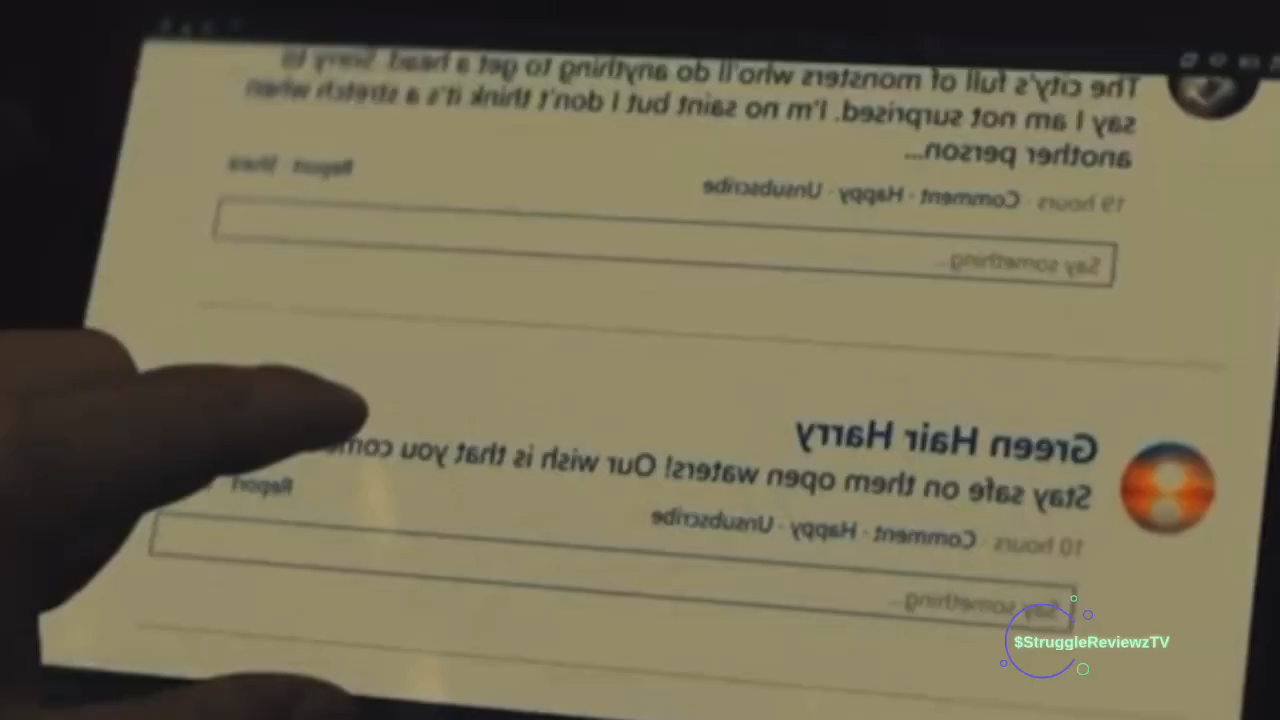 The city's full of monsters who'll do anything to get a head. Sorry to
say I am not surprised. I'm no saint but I don't think it's a stretch when
another person...
19 hours · Comment · Happy · Unsubscribe
Report · Share
Say something...
Green Hair Harry
Stay safe on them open waters! Our wish is that you com
10 hours · Comment · Happy · Unsubscribe
Report
Say something...
$StruggleReviewzTV